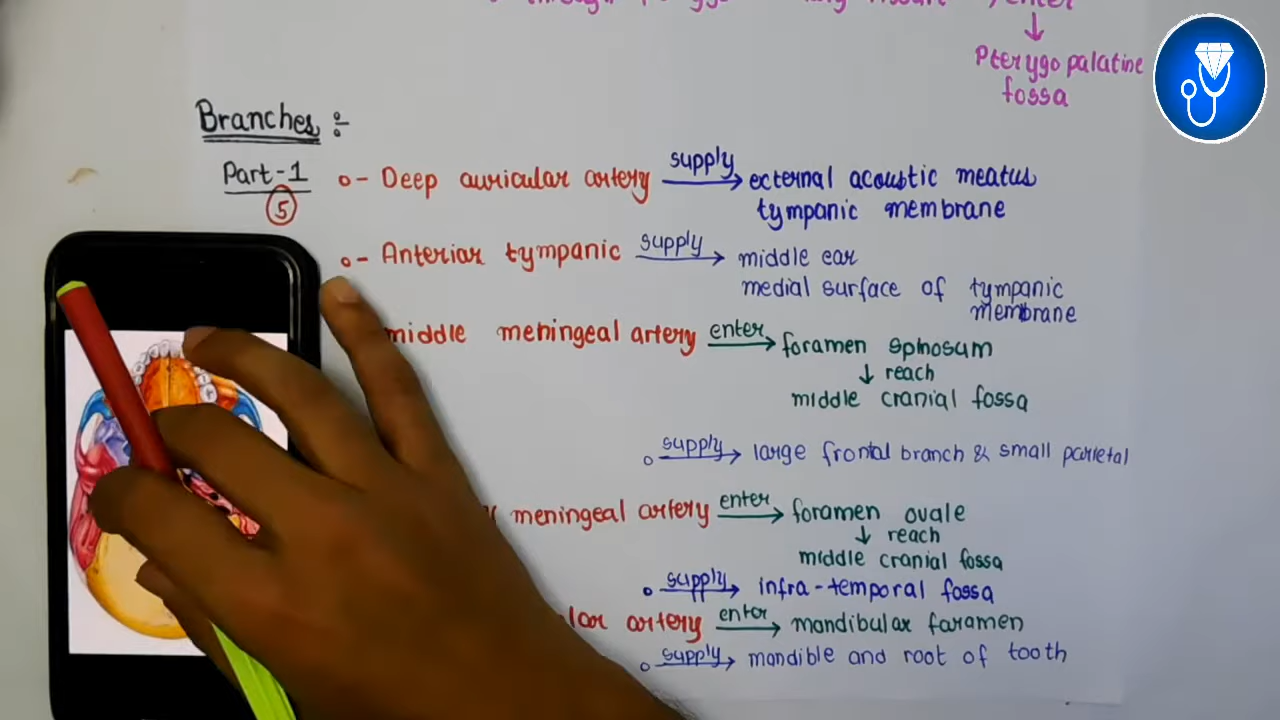 enter
↓
Pterygo palatine
fossa
Branches :-
Part-1
5
o- Deep auricular artery supply → external acoustic meatus
tympanic membrane
o- Anterior tympanic supply → middle ear
medial surface of tympanic
membrane
middle meningeal artery enter → foramen spinosum
↓ reach
middle cranial fossa
o supply → large frontal branch & small parietal
meningeal artery enter → foramen ovale
↓ reach
middle cranial fossa
o supply → infra-temporal fossa
artery enter → mandibular foramen
o supply → mandible and root of tooth